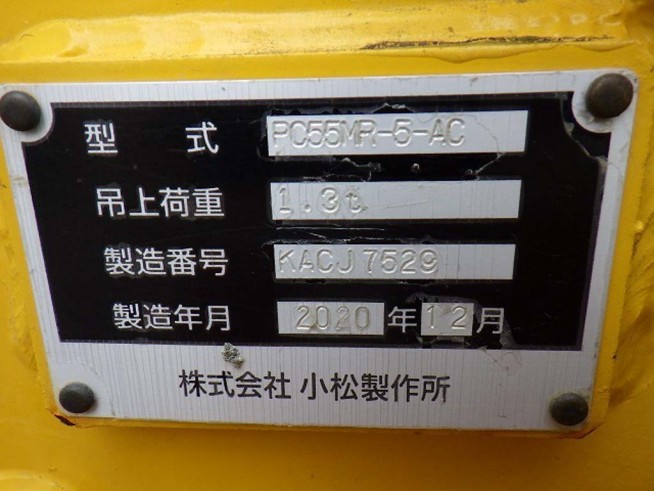 型 式 PC55MR-5-AC
吊上荷重 1.3t
製造番号 KACJ7529
製造年月 2020年12月
株式会社 小松製作所